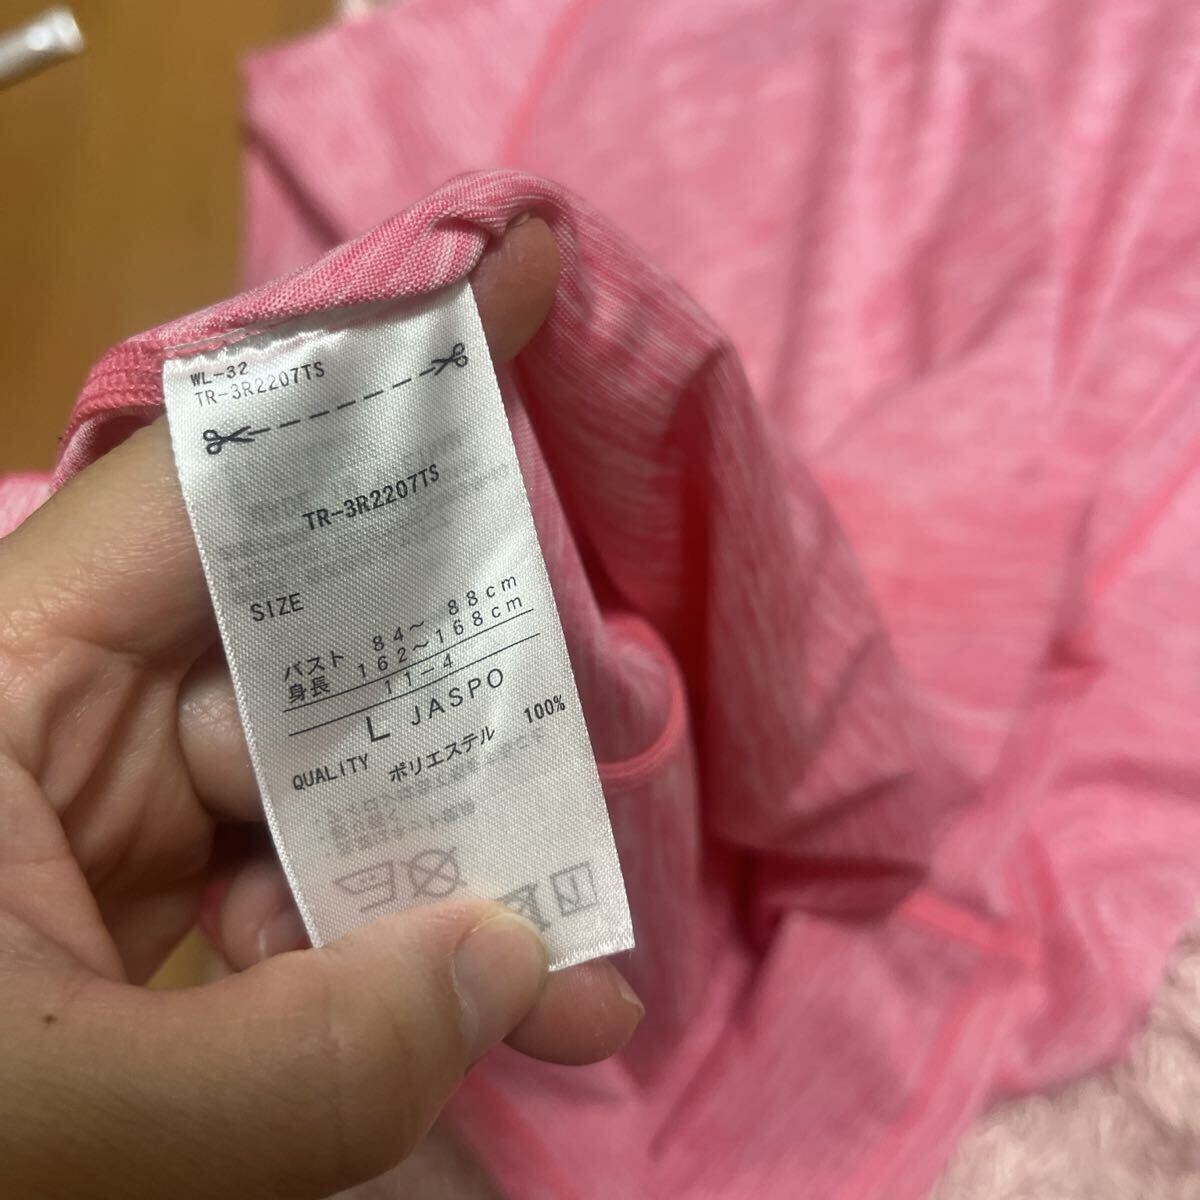 WL-32
TR-3R2207TS
TR-3R2207TS
SIZE
バスト 84～ 88cm
身長 162～168cm
11-4
L JASPO
QUALITY
ポリエステル 100%